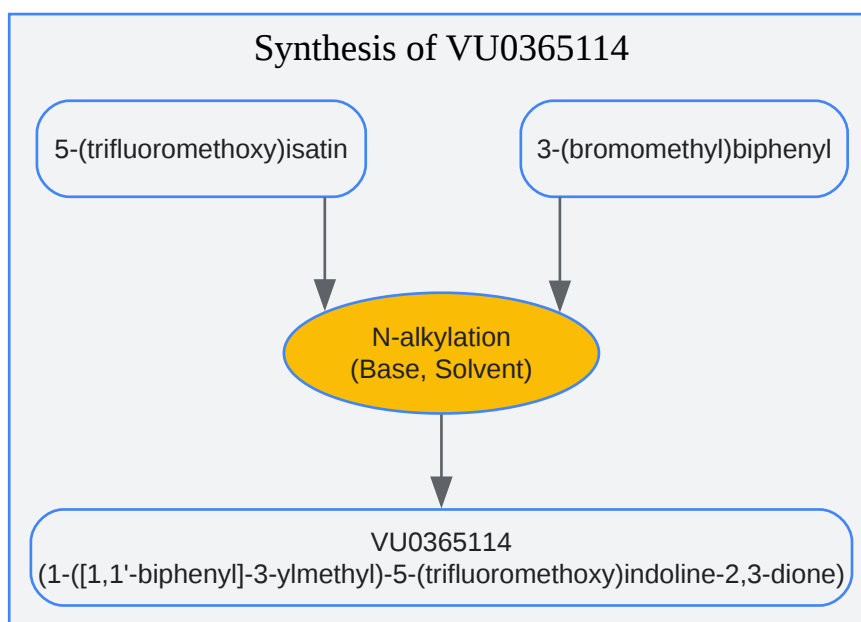 Synthesis of VU0365114
5-(trifluoromethoxy)isatin
3-(bromomethyl)biphenyl
N-alkylation
(Base, Solvent)
VU0365114
(1-([1,1'-biphenyl]-3-ylmethyl)-5-(trifluoromethoxy)indoline-2,3-dione)